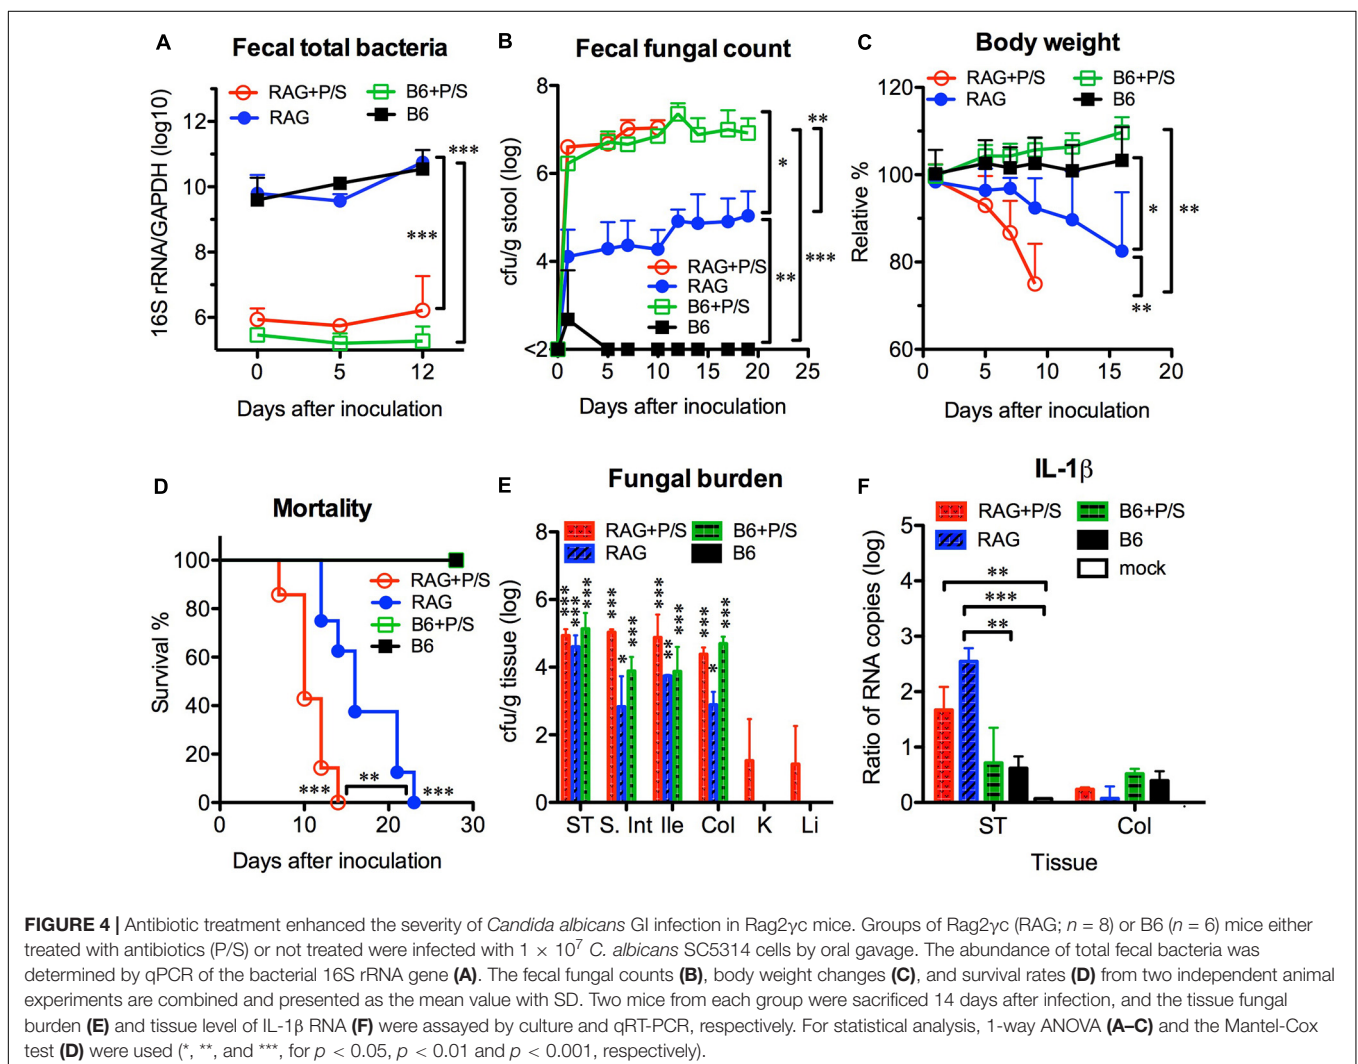 A Fecal total bacteria
RAG+P/S B6+P/S
RAG B6
16S rRNA/GAPDH (log10)
12
10
8
6
***
***
0 5 12
Days after inoculation
B Fecal fungal count
cfu/g stool (log)
8
6
4
<2
RAG+P/S
RAG
B6+P/S
B6
**
*
***
**
0 5 10 15 20 25
Days after inoculation
C Body weight
RAG+P/S B6+P/S
RAG B6
Relative %
120
100
80
60
*
**
**
0 5 10 15 20
Days after inoculation
D Mortality
Survival %
100
80
60
40
20
0
RAG+P/S
RAG
B6+P/S
B6
*** ** ***
0 10 20 30
Days after inoculation
E Fungal burden
RAG+P/S B6+P/S
RAG B6
cfu/g tissue (log)
8
6
4
2
0
*** *** *** *** * *** *** ** *** *** * ***
ST S. Int Ile Col K Li
F IL-1β
RAG+P/S B6+P/S
RAG B6
mock
Ratio of RNA copies (log)
5
4
3
2
1
0
**
***
**
ST Col
Tissue
FIGURE 4 | Antibiotic treatment enhanced the severity of Candida albicans GI infection in Rag2γc mice. Groups of Rag2γc (RAG; n = 8) or B6 (n = 6) mice either
treated with antibiotics (P/S) or not treated were infected with 1 × 10⁷ C. albicans SC5314 cells by oral gavage. The abundance of total fecal bacteria was
determined by qPCR of the bacterial 16S rRNA gene (A). The fecal fungal counts (B), body weight changes (C), and survival rates (D) from two independent animal
experiments are combined and presented as the mean value with SD. Two mice from each group were sacrificed 14 days after infection, and the tissue fungal
burden (E) and tissue level of IL-1β RNA (F) were assayed by culture and qRT-PCR, respectively. For statistical analysis, 1-way ANOVA (A–C) and the Mantel-Cox
test (D) were used (*, **, and ***, for p < 0.05, p < 0.01 and p < 0.001, respectively).